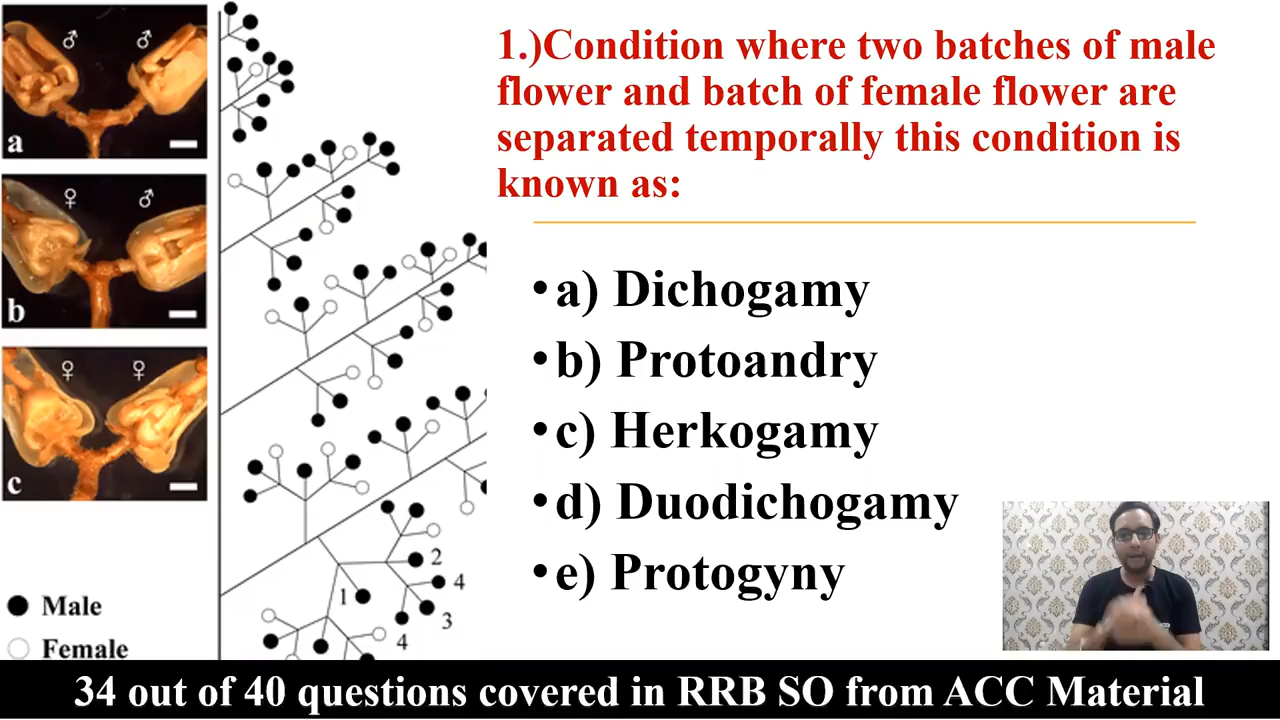 1.)Condition where two batches of male
flower and batch of female flower are
separated temporally this condition is
known as:
•a) Dichogamy
•b) Protoandry
•c) Herkogamy
•d) Duodichogamy
•e) Protogyny
♂ ♂
a
♀ ♂
b
♀ ♀
c
2
4
1
3
4
Male
Female
34 out of 40 questions covered in RRB SO from ACC Material